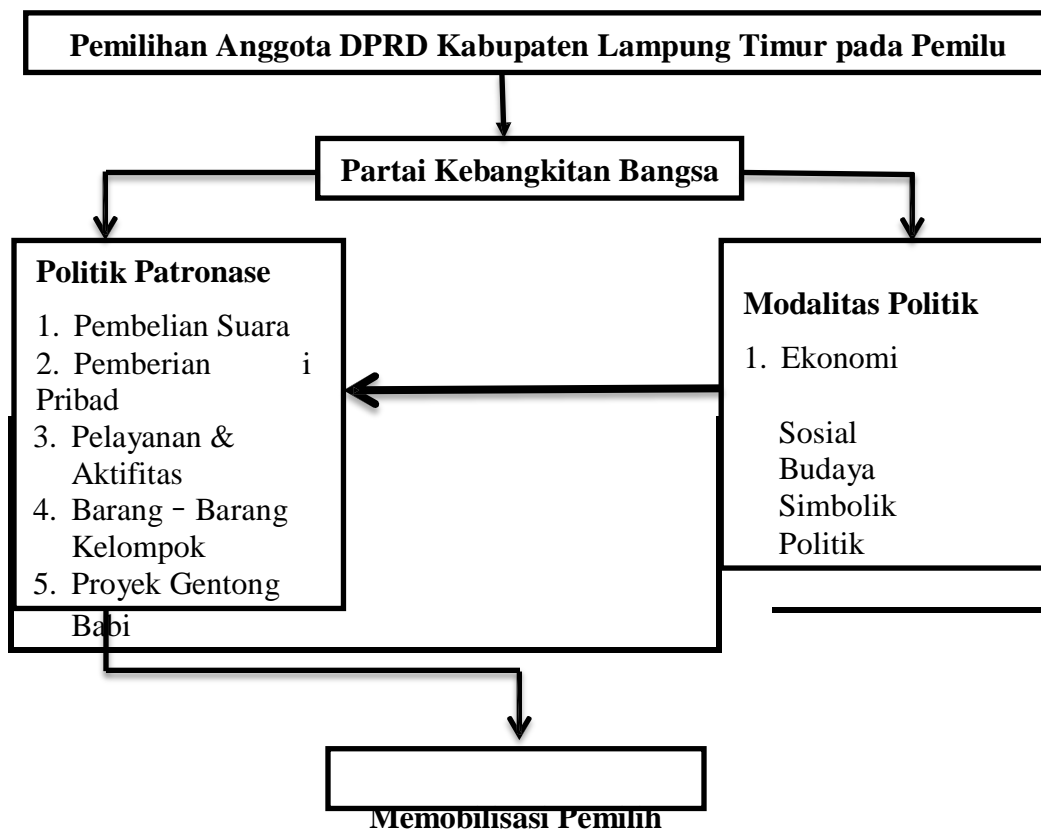 Pemilihan Anggota DPRD Kabupaten Lampung Timur pada Pemilu
Partai Kebangkitan Bangsa
Politik Patronase
1. Pembelian Suara
2. Pemberian i
Pribad
3. Pelayanan &
Aktifitas
4. Barang – Barang
Kelompok
5. Proyek Gentong
Babi
Modalitas Politik
1. Ekonomi
Sosial
Budaya
Simbolik
Politik
Memobilisasi Pemilih